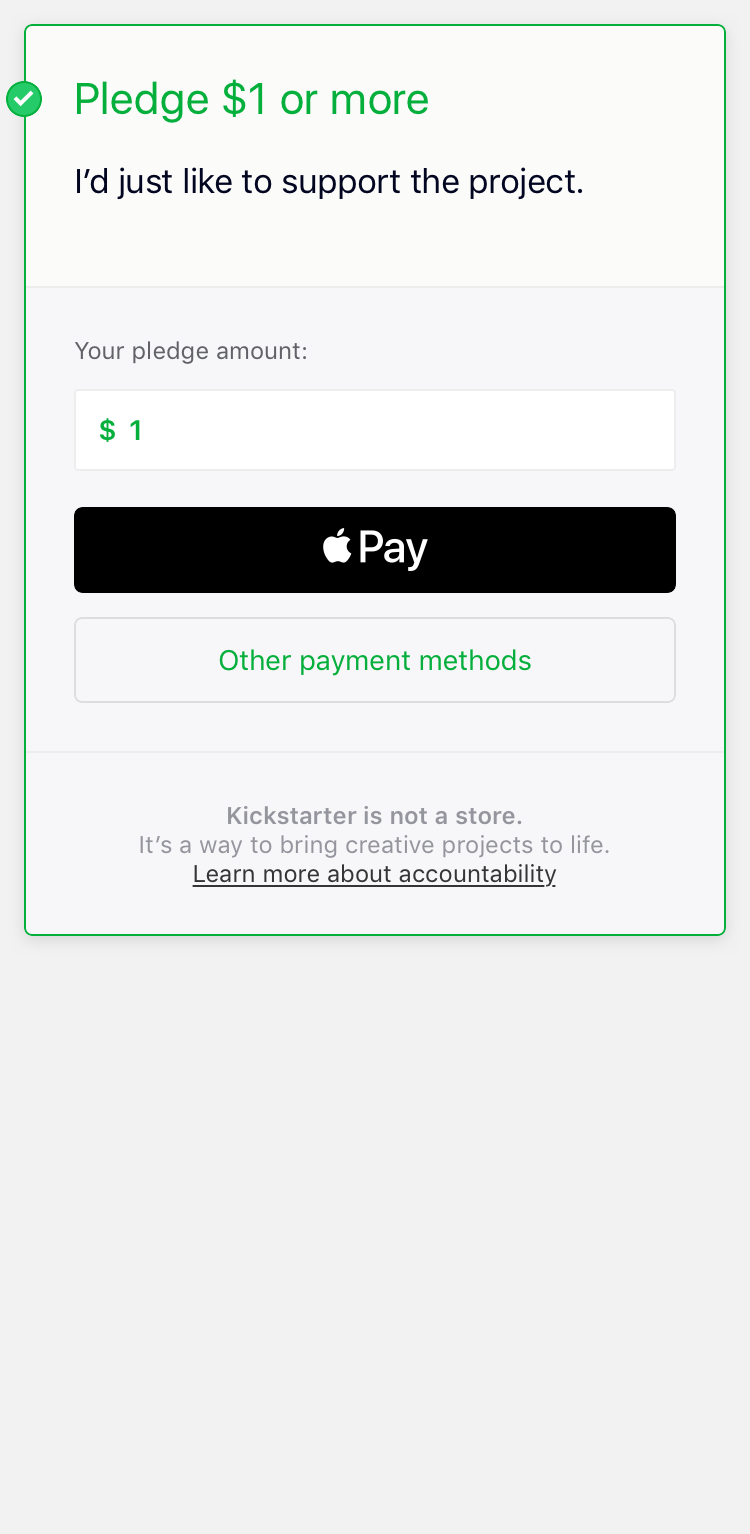 Pledge $1 or more
I’d just like to support the project.
Your pledge amount:
$ 1
Pay
Other payment methods
Kickstarter is not a store.
It’s a way to bring creative projects to life.
Learn more about accountability